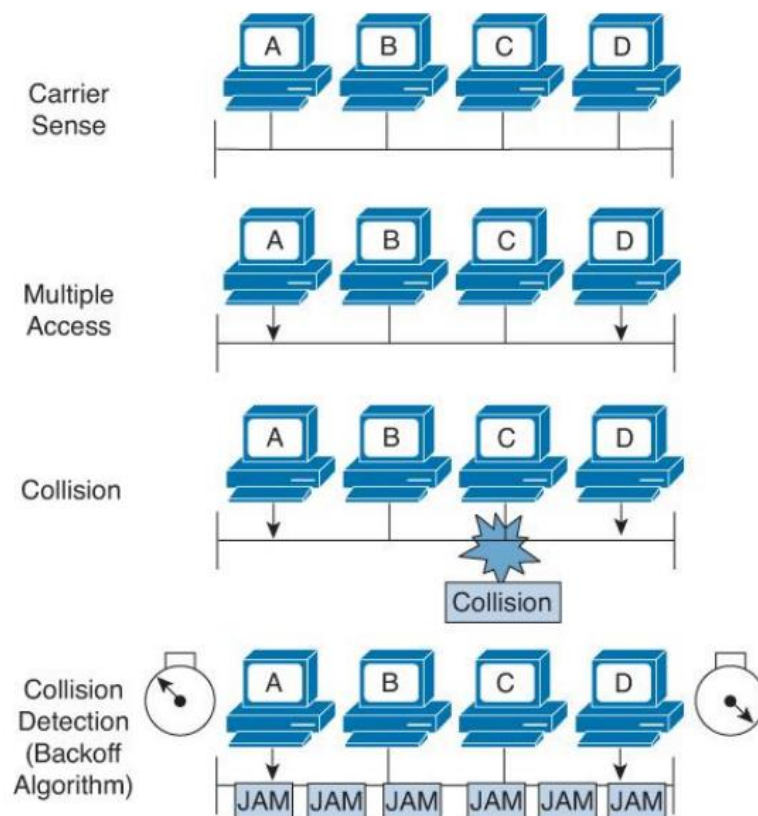 A B C D
Carrier
Sense
A B C D
Multiple
Access
A B C D
Collision
Collision
A B C D
Collision
Detection
(Backoff
Algorithm)
JAM JAM JAM JAM JAM JAM